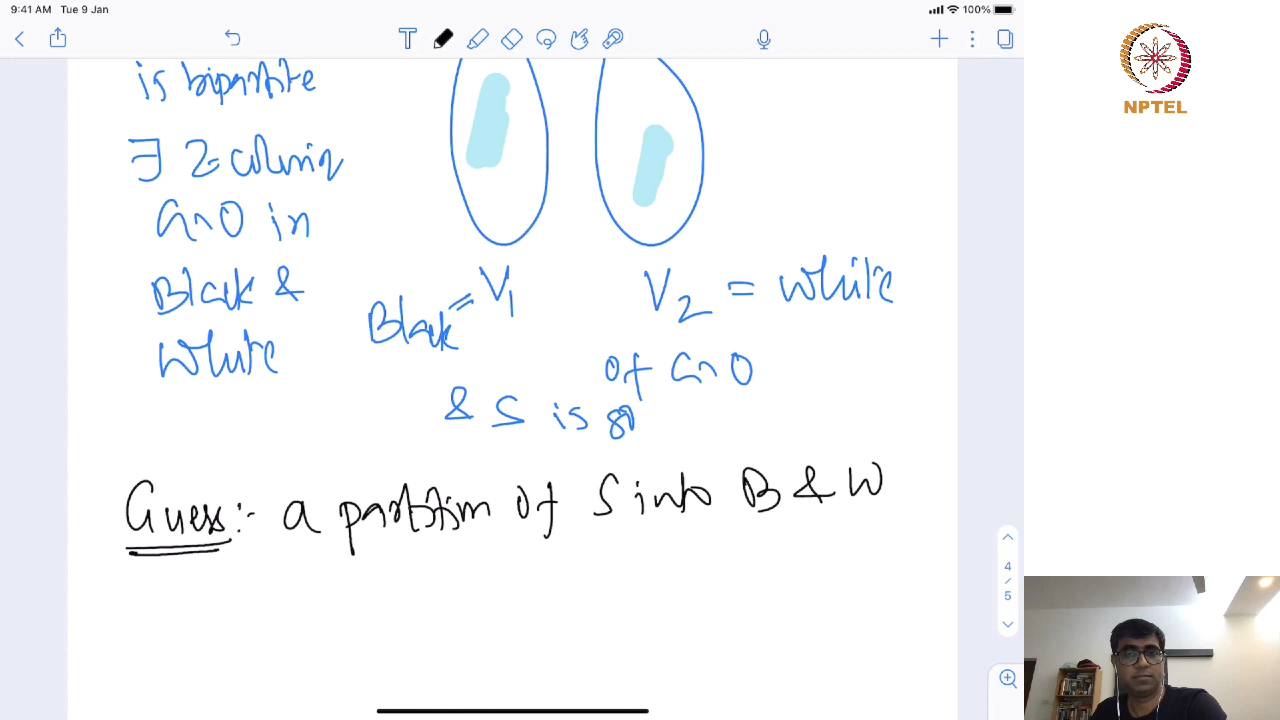 9:41 AM Tue 9 Jan
100%
NPTEL
is bipartite
∃ 2-coloring
G\O in
Black &
white
Black = V1
V2 = white
of G\O
& S is
Guess:- a partition of S into B & W
4
/
5